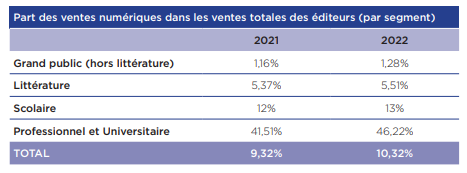 Part des ventes numériques dans les ventes totales des éditeurs (par segment)
2021 2022
Grand public (hors littérature) 1,16% 1,28%
Littérature 5,37% 5,51%
Scolaire 12% 13%
Professionnel et Universitaire 41,51% 46,22%
TOTAL 9,32% 10,32%